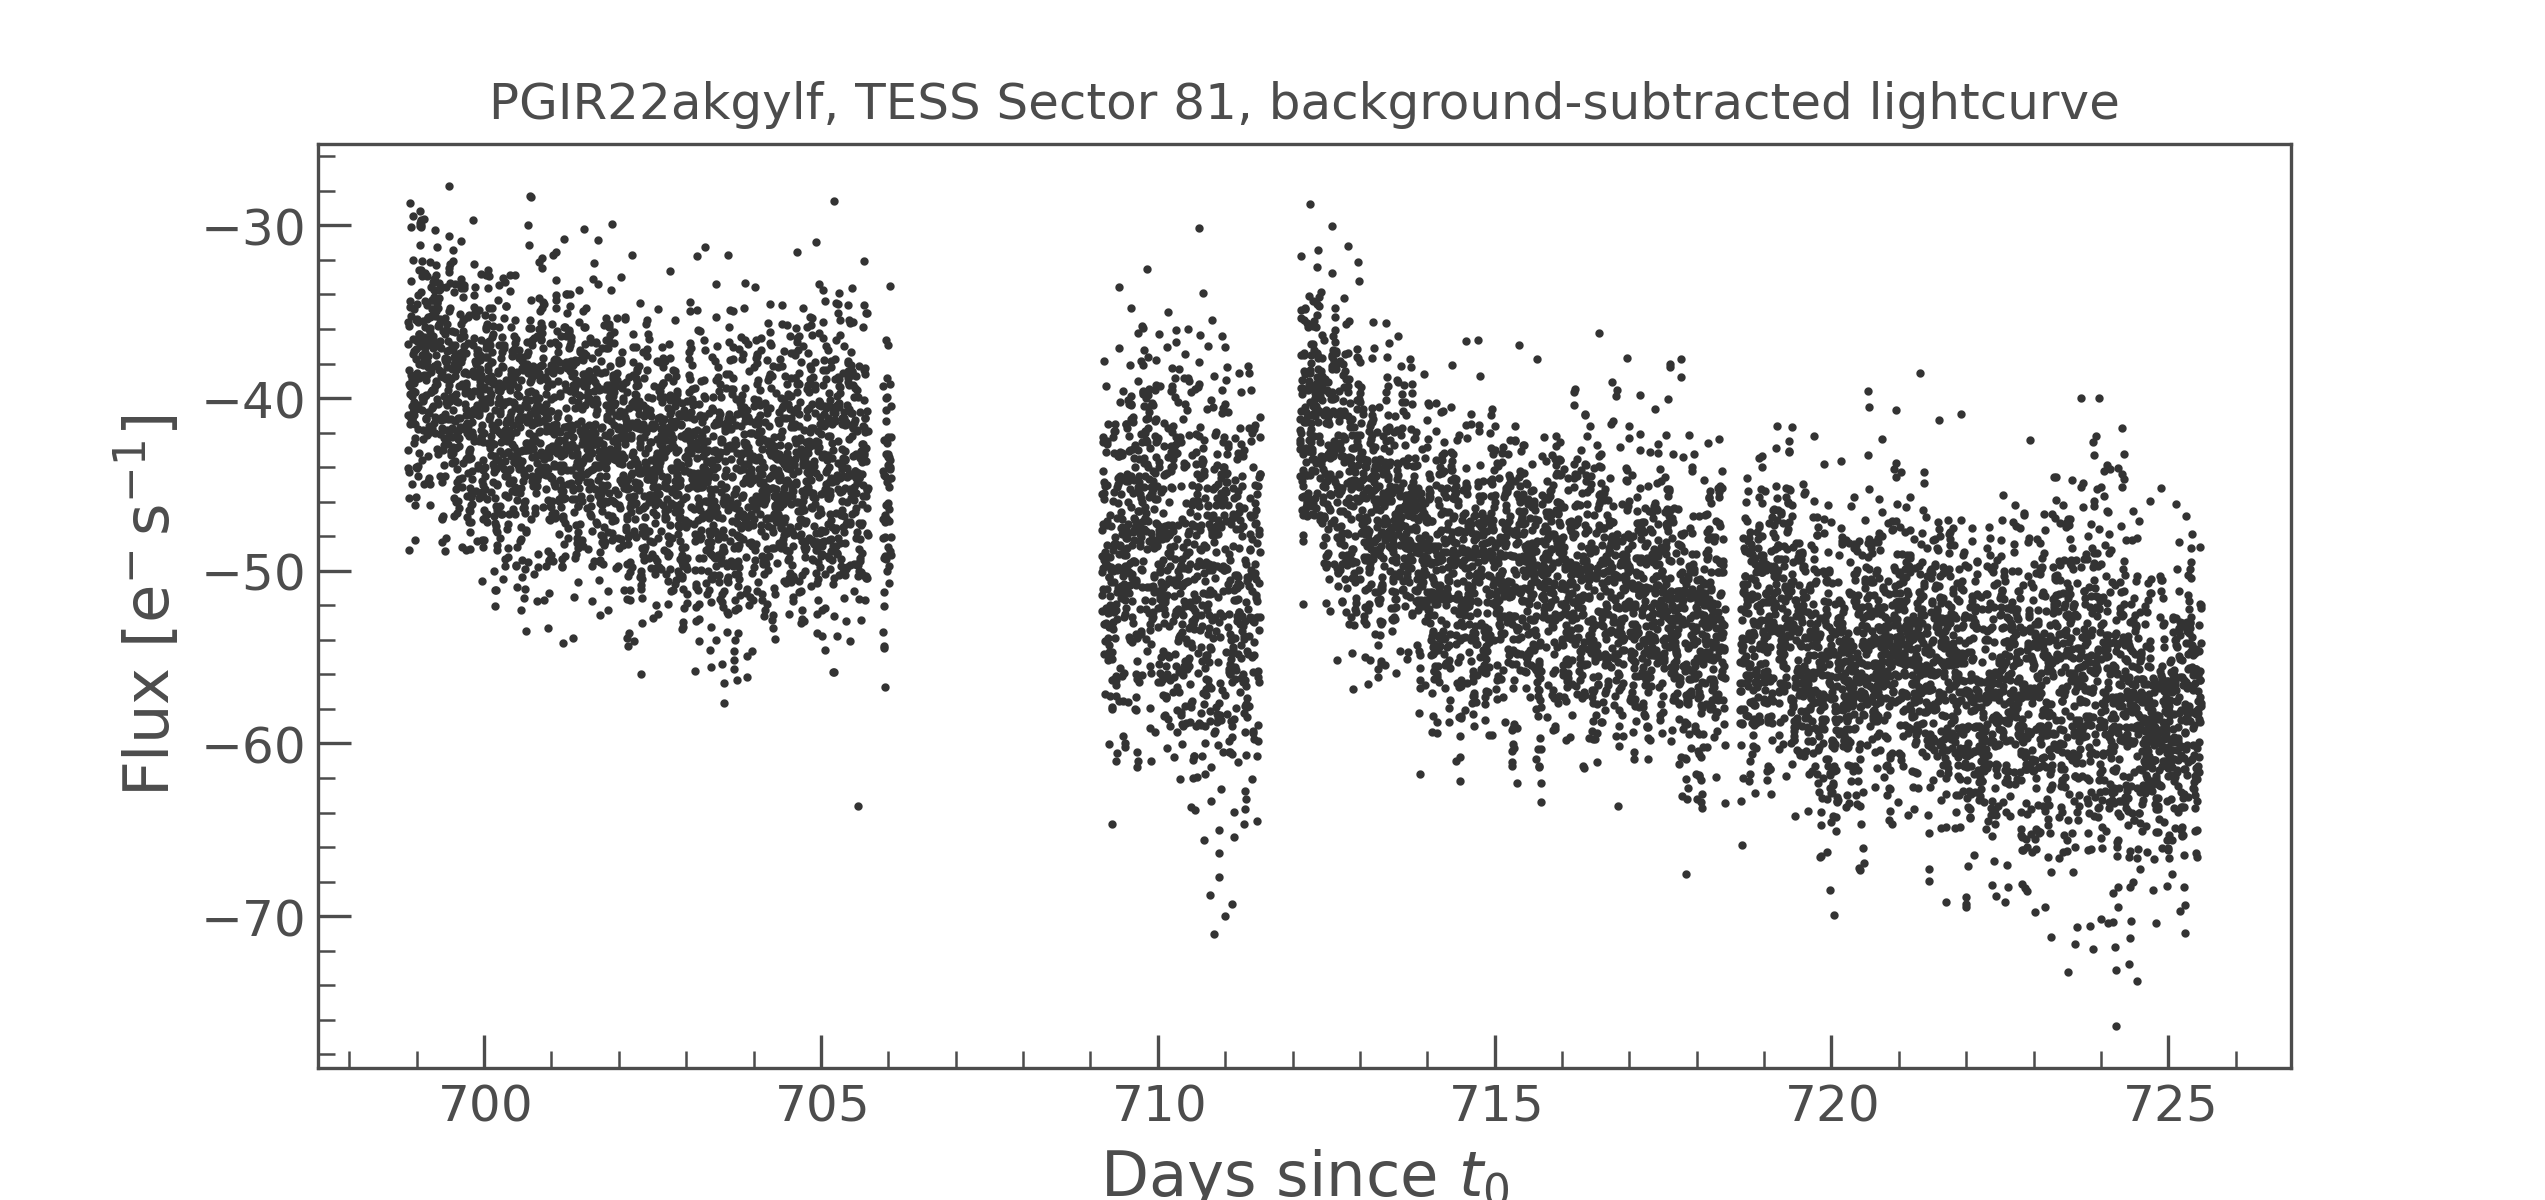 PGIR22akgylf, TESS Sector 81, background-subtracted lightcurve
Flux [e⁻ s⁻¹]
−30
−40
−50
−60
−70
700 705 710 715 720 725
Days since t₀